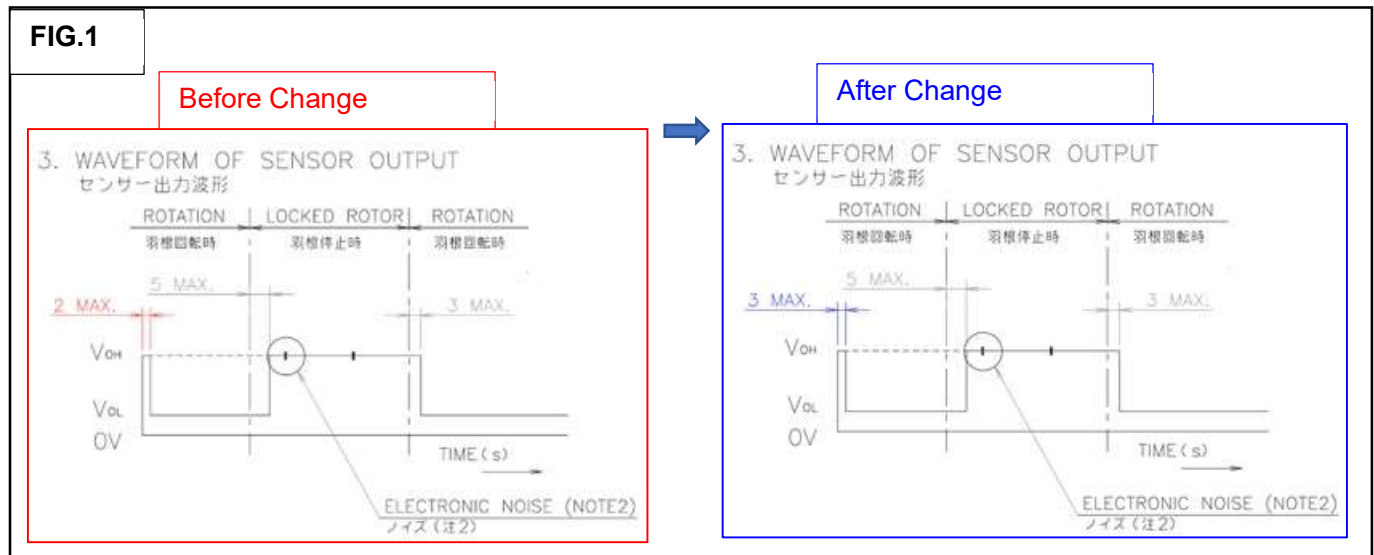 FIG.1
Before Change
3. WAVEFORM OF SENSOR OUTPUT
センサー出力波形
ROTATION LOCKED ROTOR ROTATION
羽根回転時 羽根停止時 羽根回転時
5 MAX.
2 MAX. 3 MAX.
VOH
VOL
0V
TIME(s)
ELECTRONIC NOISE (NOTE2)
ノイズ(注2)
After Change
3. WAVEFORM OF SENSOR OUTPUT
センサー出力波形
ROTATION LOCKED ROTOR ROTATION
羽根回転時 羽根停止時 羽根回転時
5 MAX.
3 MAX. 3 MAX.
VOH
VOL
0V
TIME(s)
ELECTRONIC NOISE (NOTE2)
ノイズ(注2)